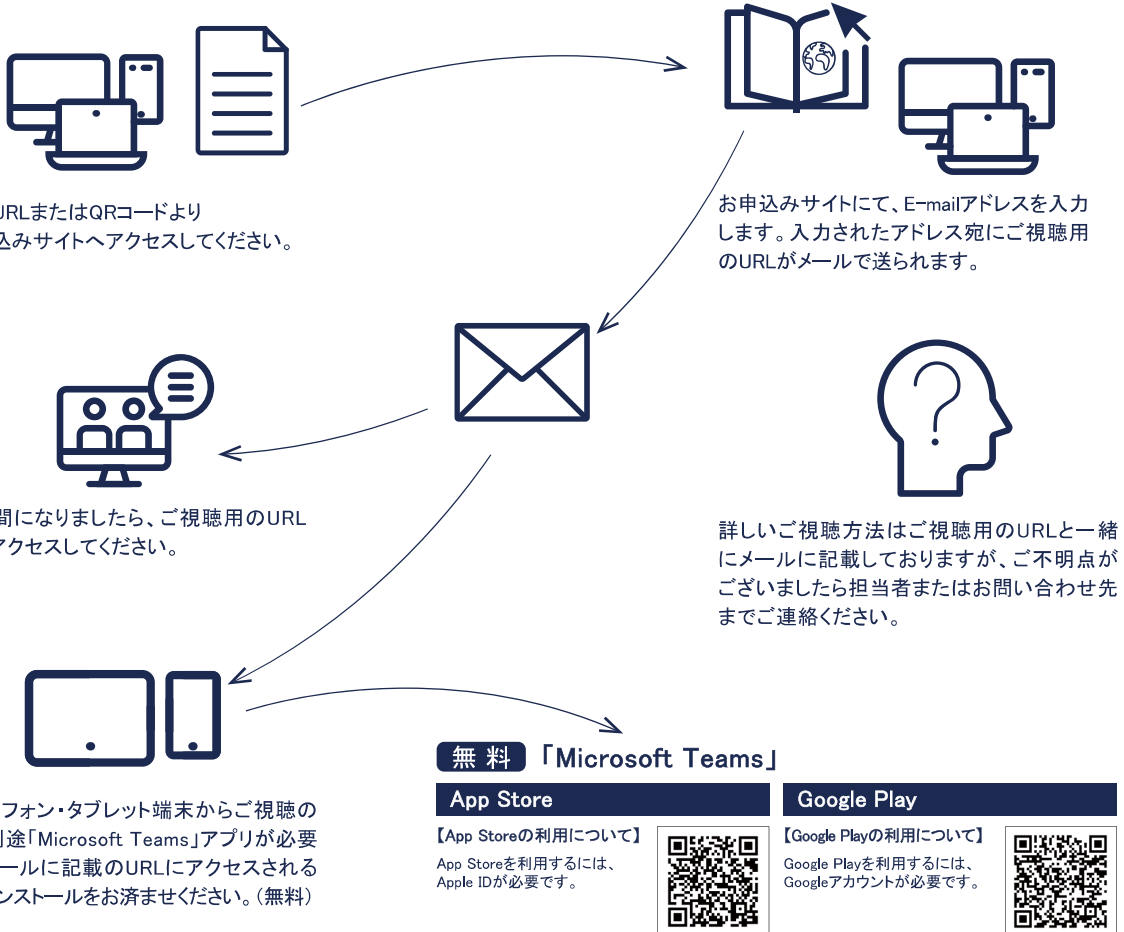 URLまたはQRコードより
込みサイトへアクセスしてください。
お申込みサイトにて、E-mailアドレスを入力
します。入力されたアドレス宛にご視聴用
のURLがメールで送られます。
間になりましたら、ご視聴用のURL
アクセスしてください。
詳しいご視聴方法はご視聴用のURLと一緒
にメールに記載しておりますが、ご不明点が
ございましたら担当者またはお問い合わせ先
までご連絡ください。
フォン・タブレット端末からご視聴の
途「Microsoft Teams」アプリが必要
ールに記載のURLにアクセスされる
ンストールをお済ませください。(無料)
無料 「Microsoft Teams」
App Store
【App Storeの利用について】
App Storeを利用するには、
Apple IDが必要です。
Google Play
【Google Playの利用について】
Google Playを利用するには、
Googleアカウントが必要です。